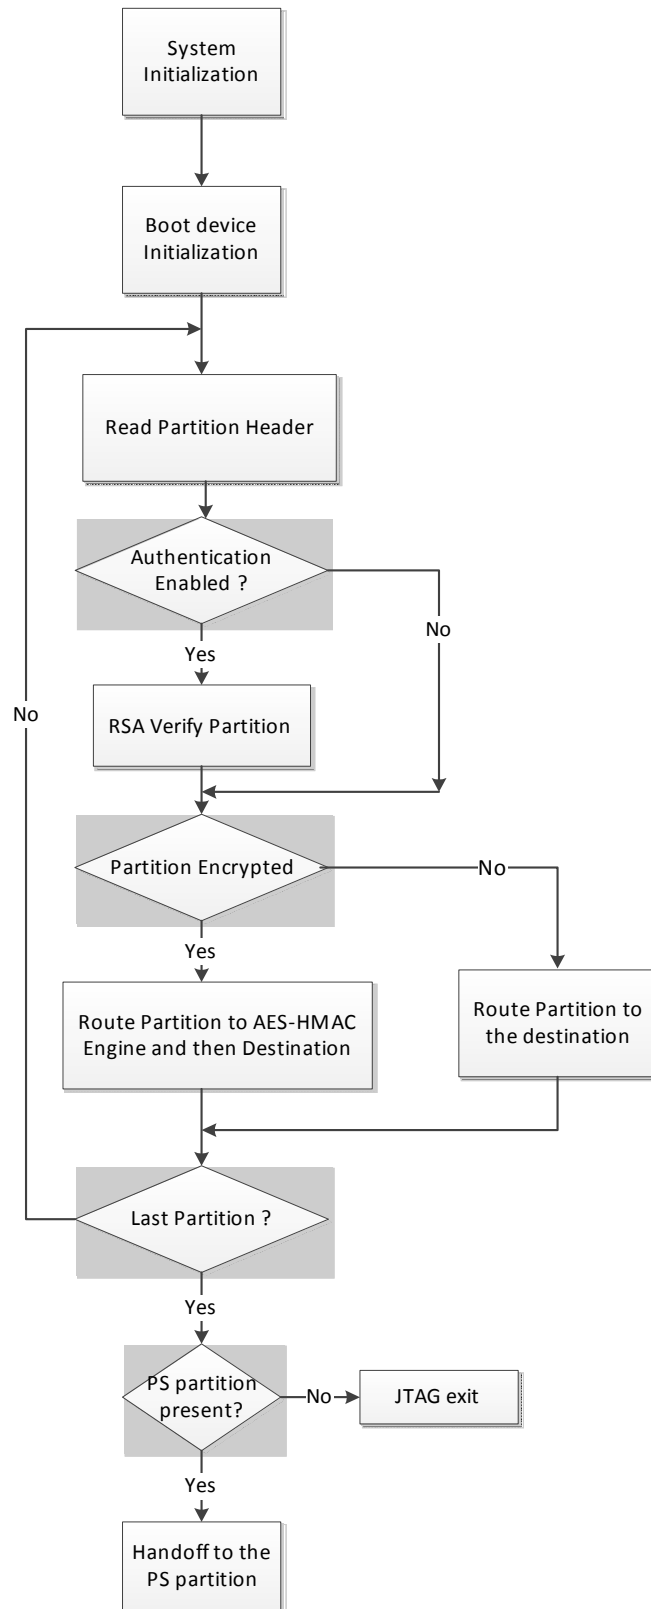 System
Initialization
Boot device
Initialization
Read Partition Header
Authentication
Enabled ?
No
Yes
No
RSA Verify Partition
Partition Encrypted
No
Yes
Route Partition to AES-HMAC
Engine and then Destination
Route Partition to
the destination
Last Partition ?
Yes
PS partition
present?
No
JTAG exit
Yes
Handoff to the
PS partition